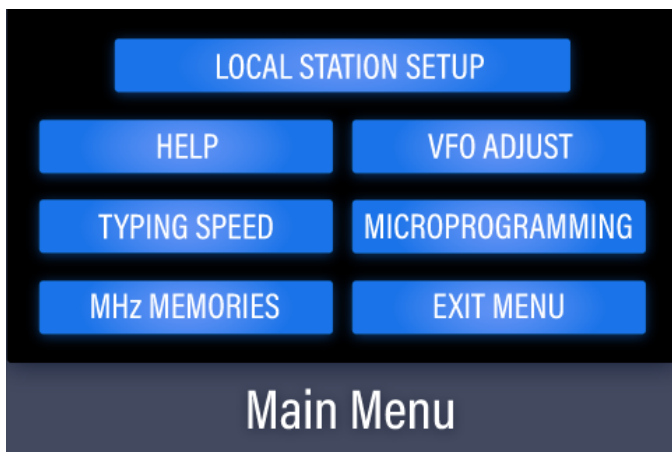 LOCAL STATION SETUP
HELP
VFO ADJUST
TYPING SPEED
MICROPROGRAMMING
MHz MEMORIES
EXIT MENU
Main Menu